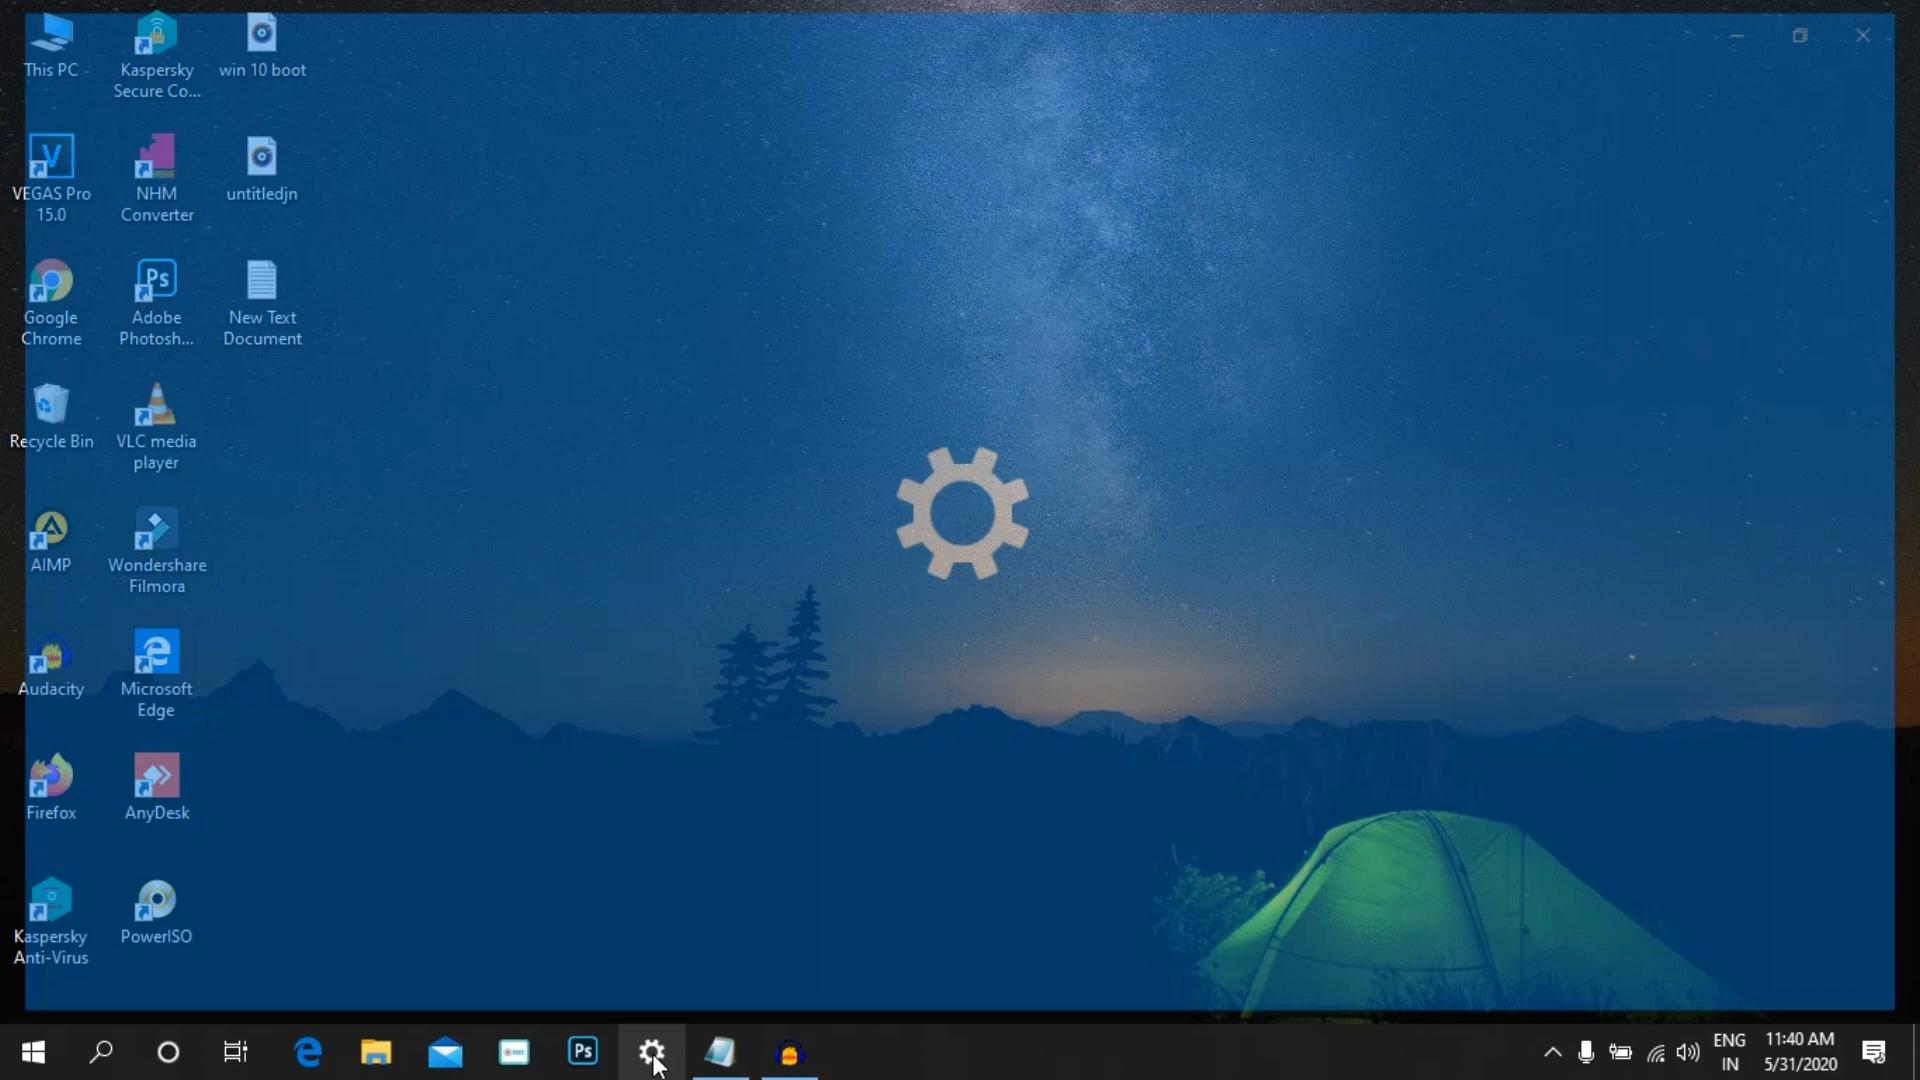 This PC
Kaspersky
Secure Co...
win 10 boot
V
VEGAS Pro
15.0
NHM
Converter
untitledjn
Google
Chrome
Ps
Adobe
Photosh...
New Text
Document
Recycle Bin
VLC media
player
AIMP
Wondershare
Filmora
Audacity
Microsoft
Edge
Firefox
AnyDesk
Kaspersky
Anti-Virus
PowerISO
Ps
ENG
IN
11:40 AM
5/31/2020